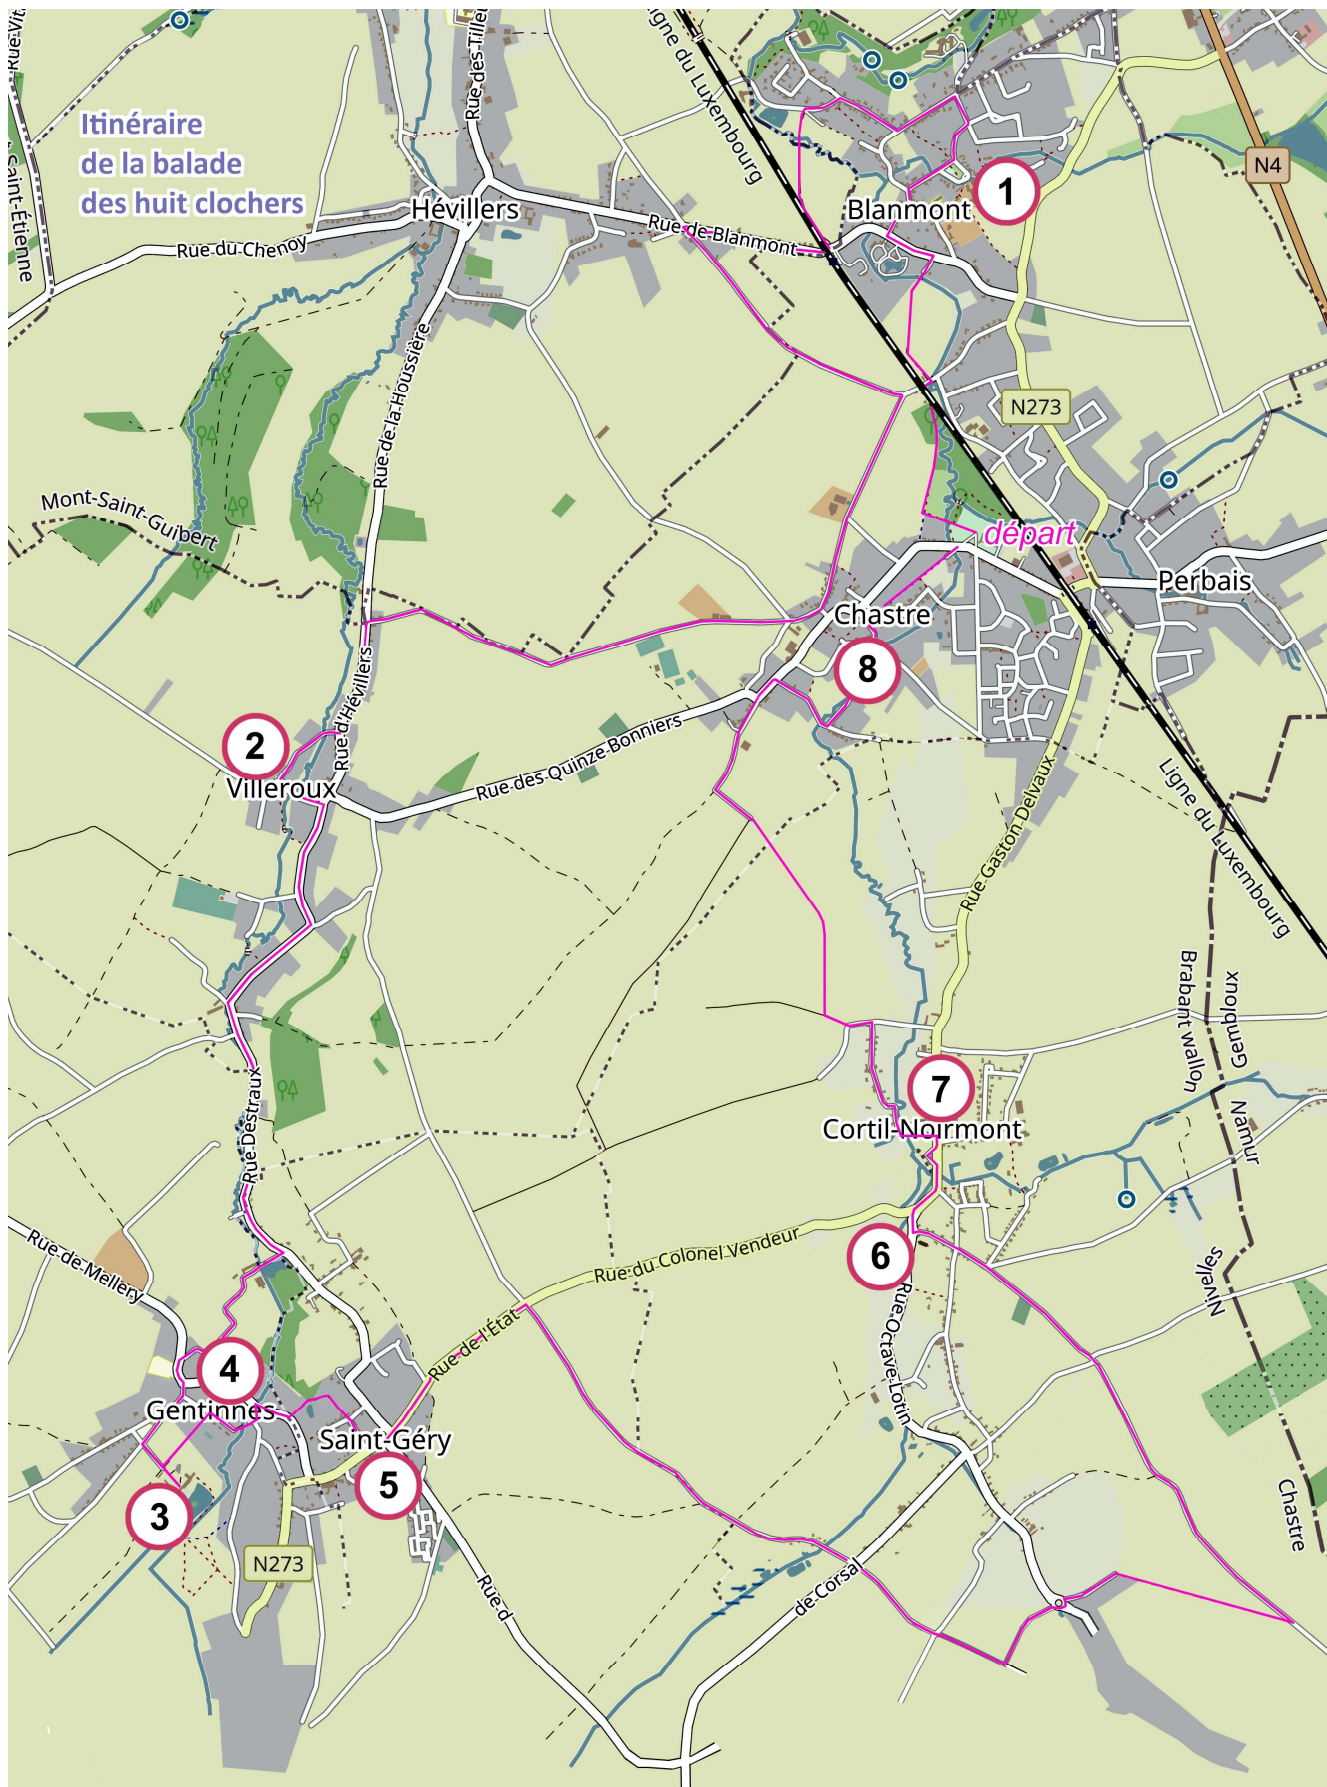 Itinéraire
de la balade
des huit clochers
Rue des Tilleu
igne du Luxembourg
N4
1
Blanmont
Hévillers
Rue de Blanmont
Rue du Chenoy
Saint-Étienne
Rue de la Houssière
N273
Mont-Saint-Guibert
départ
Perbais
Chastre
8
Rue d'Hévillers
2
Villeroux
Rue des Quinze Bonniers
Rue Gaston Delvaux
Ligne du Luxembourg
Brabant wallon
Gembloux
7
Cortil-Noirmont
Namur
Rue Destraux
Rue de Mellery
Rue du Colonel Vendeur
6
Nivelles
Rue Octave Lotin
Rue de l'État
4
Gentinnes
Saint-Géry
5
3
Chastre
N273
Rue d
de Corsal